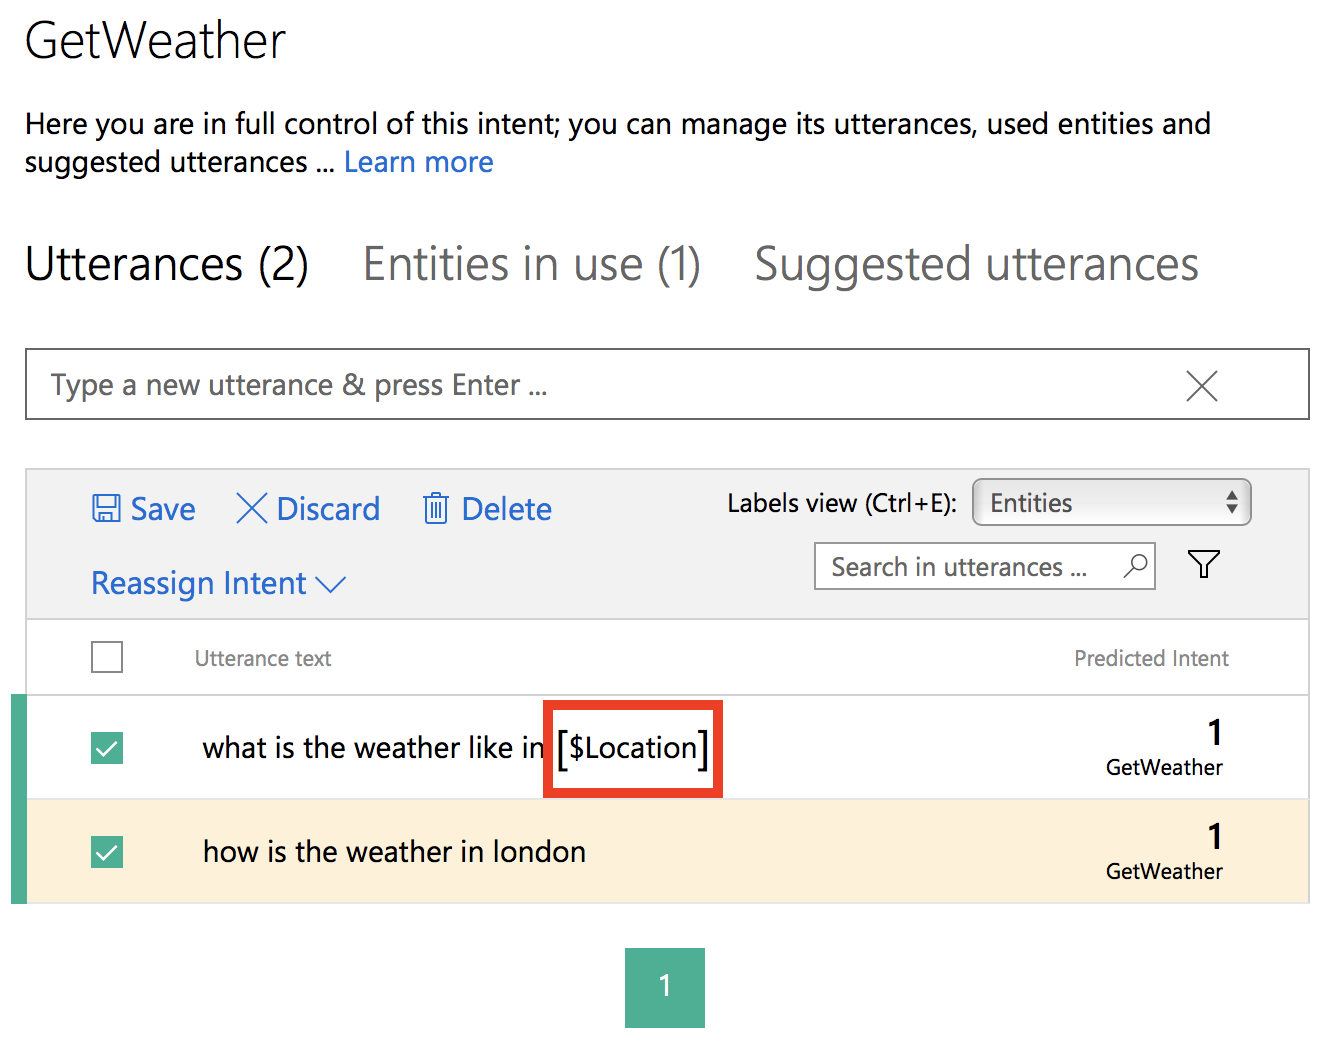 GetWeather
Here you are in full control of this intent; you can manage its utterances, used entities and
suggested utterances ... Learn more
Utterances (2) Entities in use (1) Suggested utterances
Type a new utterance & press Enter ...
Save Discard Delete Labels view (Ctrl+E): Entities
Search in utterances ...
Reassign Intent
Utterance text Predicted Intent
what is the weather like in [$Location] 1
GetWeather
how is the weather in london 1
GetWeather
1